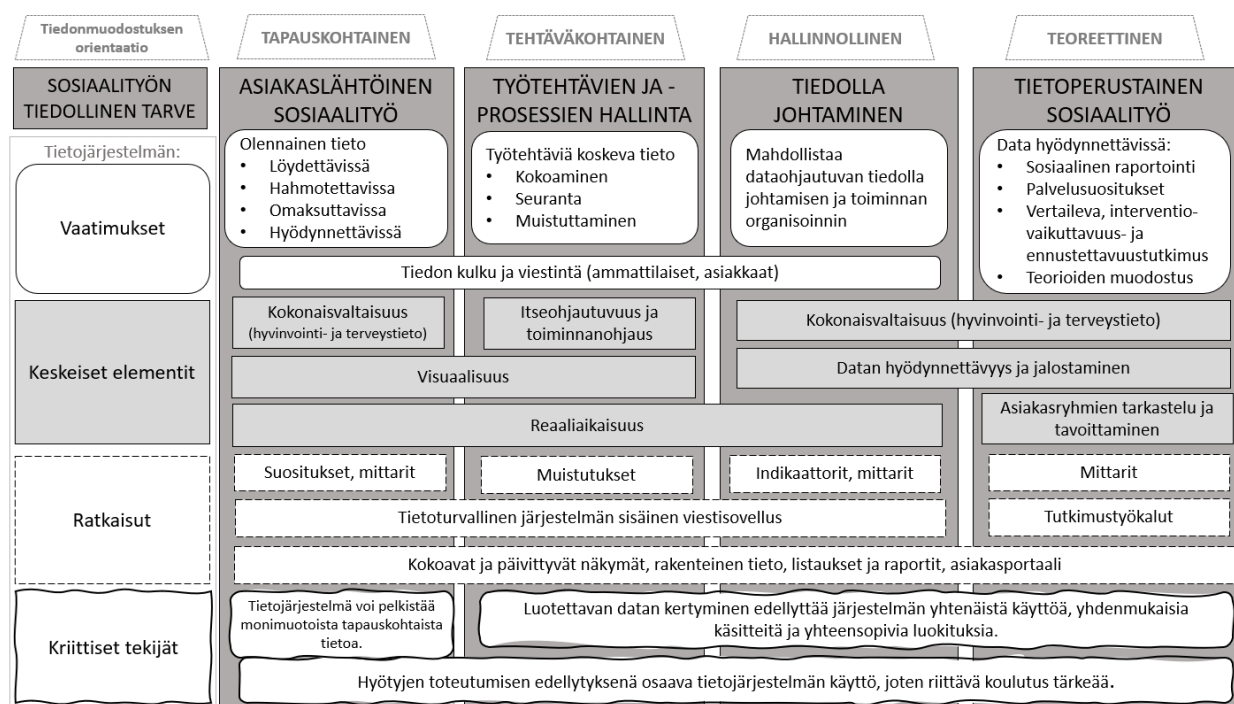 Tiedonmuodostuksen
orientaatio
TAPAUSKOHTAINEN
TEHTÄVÄKOHTAINEN
HALLINNOLLINEN
TEOREETTINEN
SOSIAALITYÖN
TIEDOLLINEN TARVE
ASIAKASLÄHTÖINEN
SOSIAALITYÖ
TYÖTEHTÄVIEN JA -
PROSESSIEN HALLINTA
TIEDOLLA
JOHTAMINEN
TIETOPERUSTAINEN
SOSIAALITYÖ
Tietojärjestelmän:
Vaatimukset
Olennainen tieto
• Löydettävissä
• Hahmotettavissa
• Omaksuttavissa
• Hyödynnettävissä
Työtehtäviä koskeva tieto
• Kokoaminen
• Seuranta
• Muistuttaminen
Mahdollistaa
dataohjautuvan tiedolla
johtamisen ja toiminnan
organisoinnin
Data hyödynnettävissä:
• Sosiaalinen raportointi
• Palvelusuositukset
• Vertaileva, interventio-
vaikuttavuus- ja
ennustettavuustutkimus
• Teorioiden muodostus
Tiedon kulku ja viestintä (ammattilaiset, asiakkaat)
Keskeiset elementit
Kokonaisvaltaisuus
(hyvinvointi- ja terveystieto)
Itseohjautuvuus ja
toiminnanohjaus
Kokonaisvaltaisuus (hyvinvointi- ja terveystieto)
Visuaalisuus
Datan hyödynnettävyys ja jalostaminen
Reaaliaikaisuus
Asiakasryhmien tarkastelu ja
tavoittaminen
Ratkaisut
Suositukset, mittarit
Muistutukset
Indikaattorit, mittarit
Mittarit
Tietoturvallinen järjestelmän sisäinen viestisovellus
Tutkimustyökalut
Kokoavat ja päivittyvät näkymät, rakenteinen tieto, listaukset ja raportit, asiakasportaali
Kriittiset tekijät
Tietojärjestelmä voi pelkistää
monimuotoista tapauskohtaista
tietoa.
Luotettavan datan kertyminen edellyttää järjestelmän yhtenäistä käyttöä, yhdenmukaisia
käsitteitä ja yhteensopivia luokituksia.
Hyötyjen toteutumisen edellytyksenä osaava tietojärjestelmän käyttö, joten riittävä koulutus tärkeää.